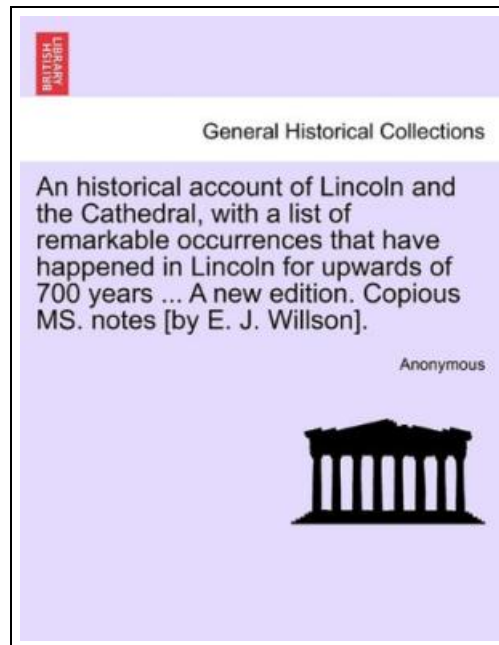 BRITISH
LIBRARY
General Historical Collections
An historical account of Lincoln and
the Cathedral, with a list of
remarkable occurrences that have
happened in Lincoln for upwards of
700 years ... A new edition. Copious
MS. notes [by E. J. Willson].
Anonymous